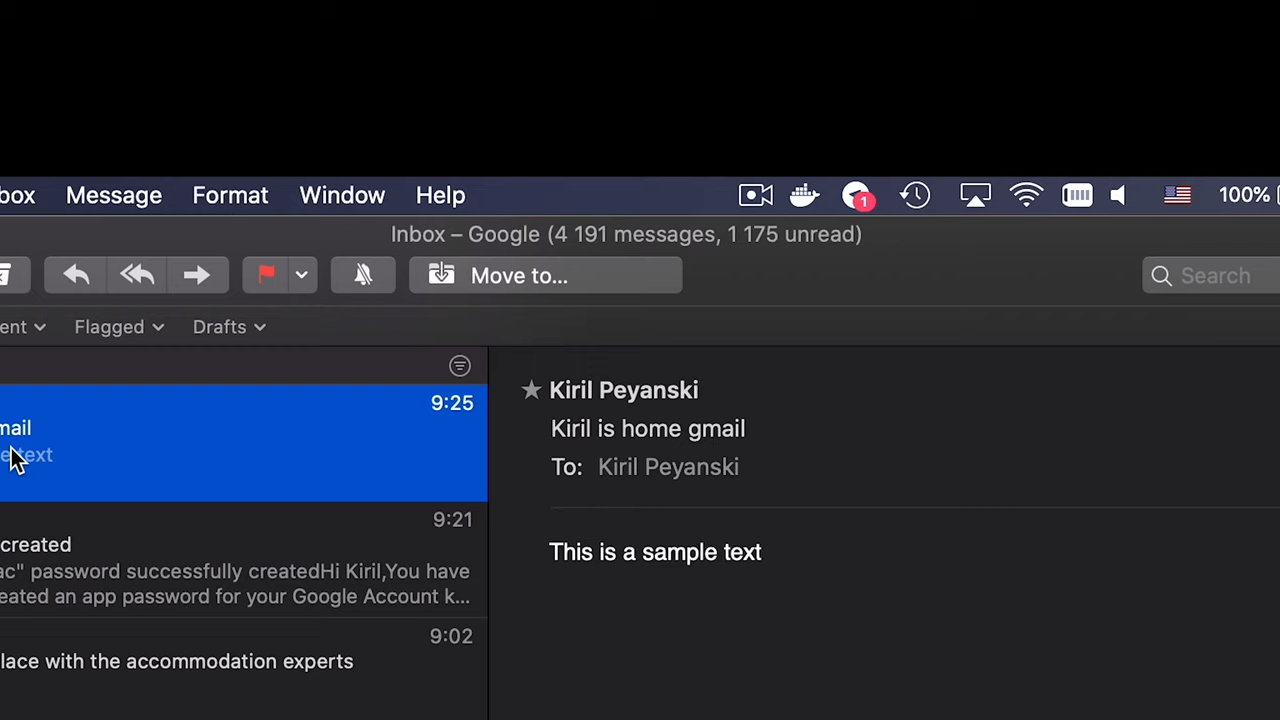 box Message Format Window Help 1 100%
Inbox – Google (4 191 messages, 1 175 unread)
Move to... Search
ent Flagged Drafts
9:25
mail
e text
9:21
created
ac" password successfully createdHi Kiril,You have
eated an app password for your Google Account k...
9:02
lace with the accommodation experts
Kiril Peyanski
Kiril is home gmail
To: Kiril Peyanski
This is a sample text